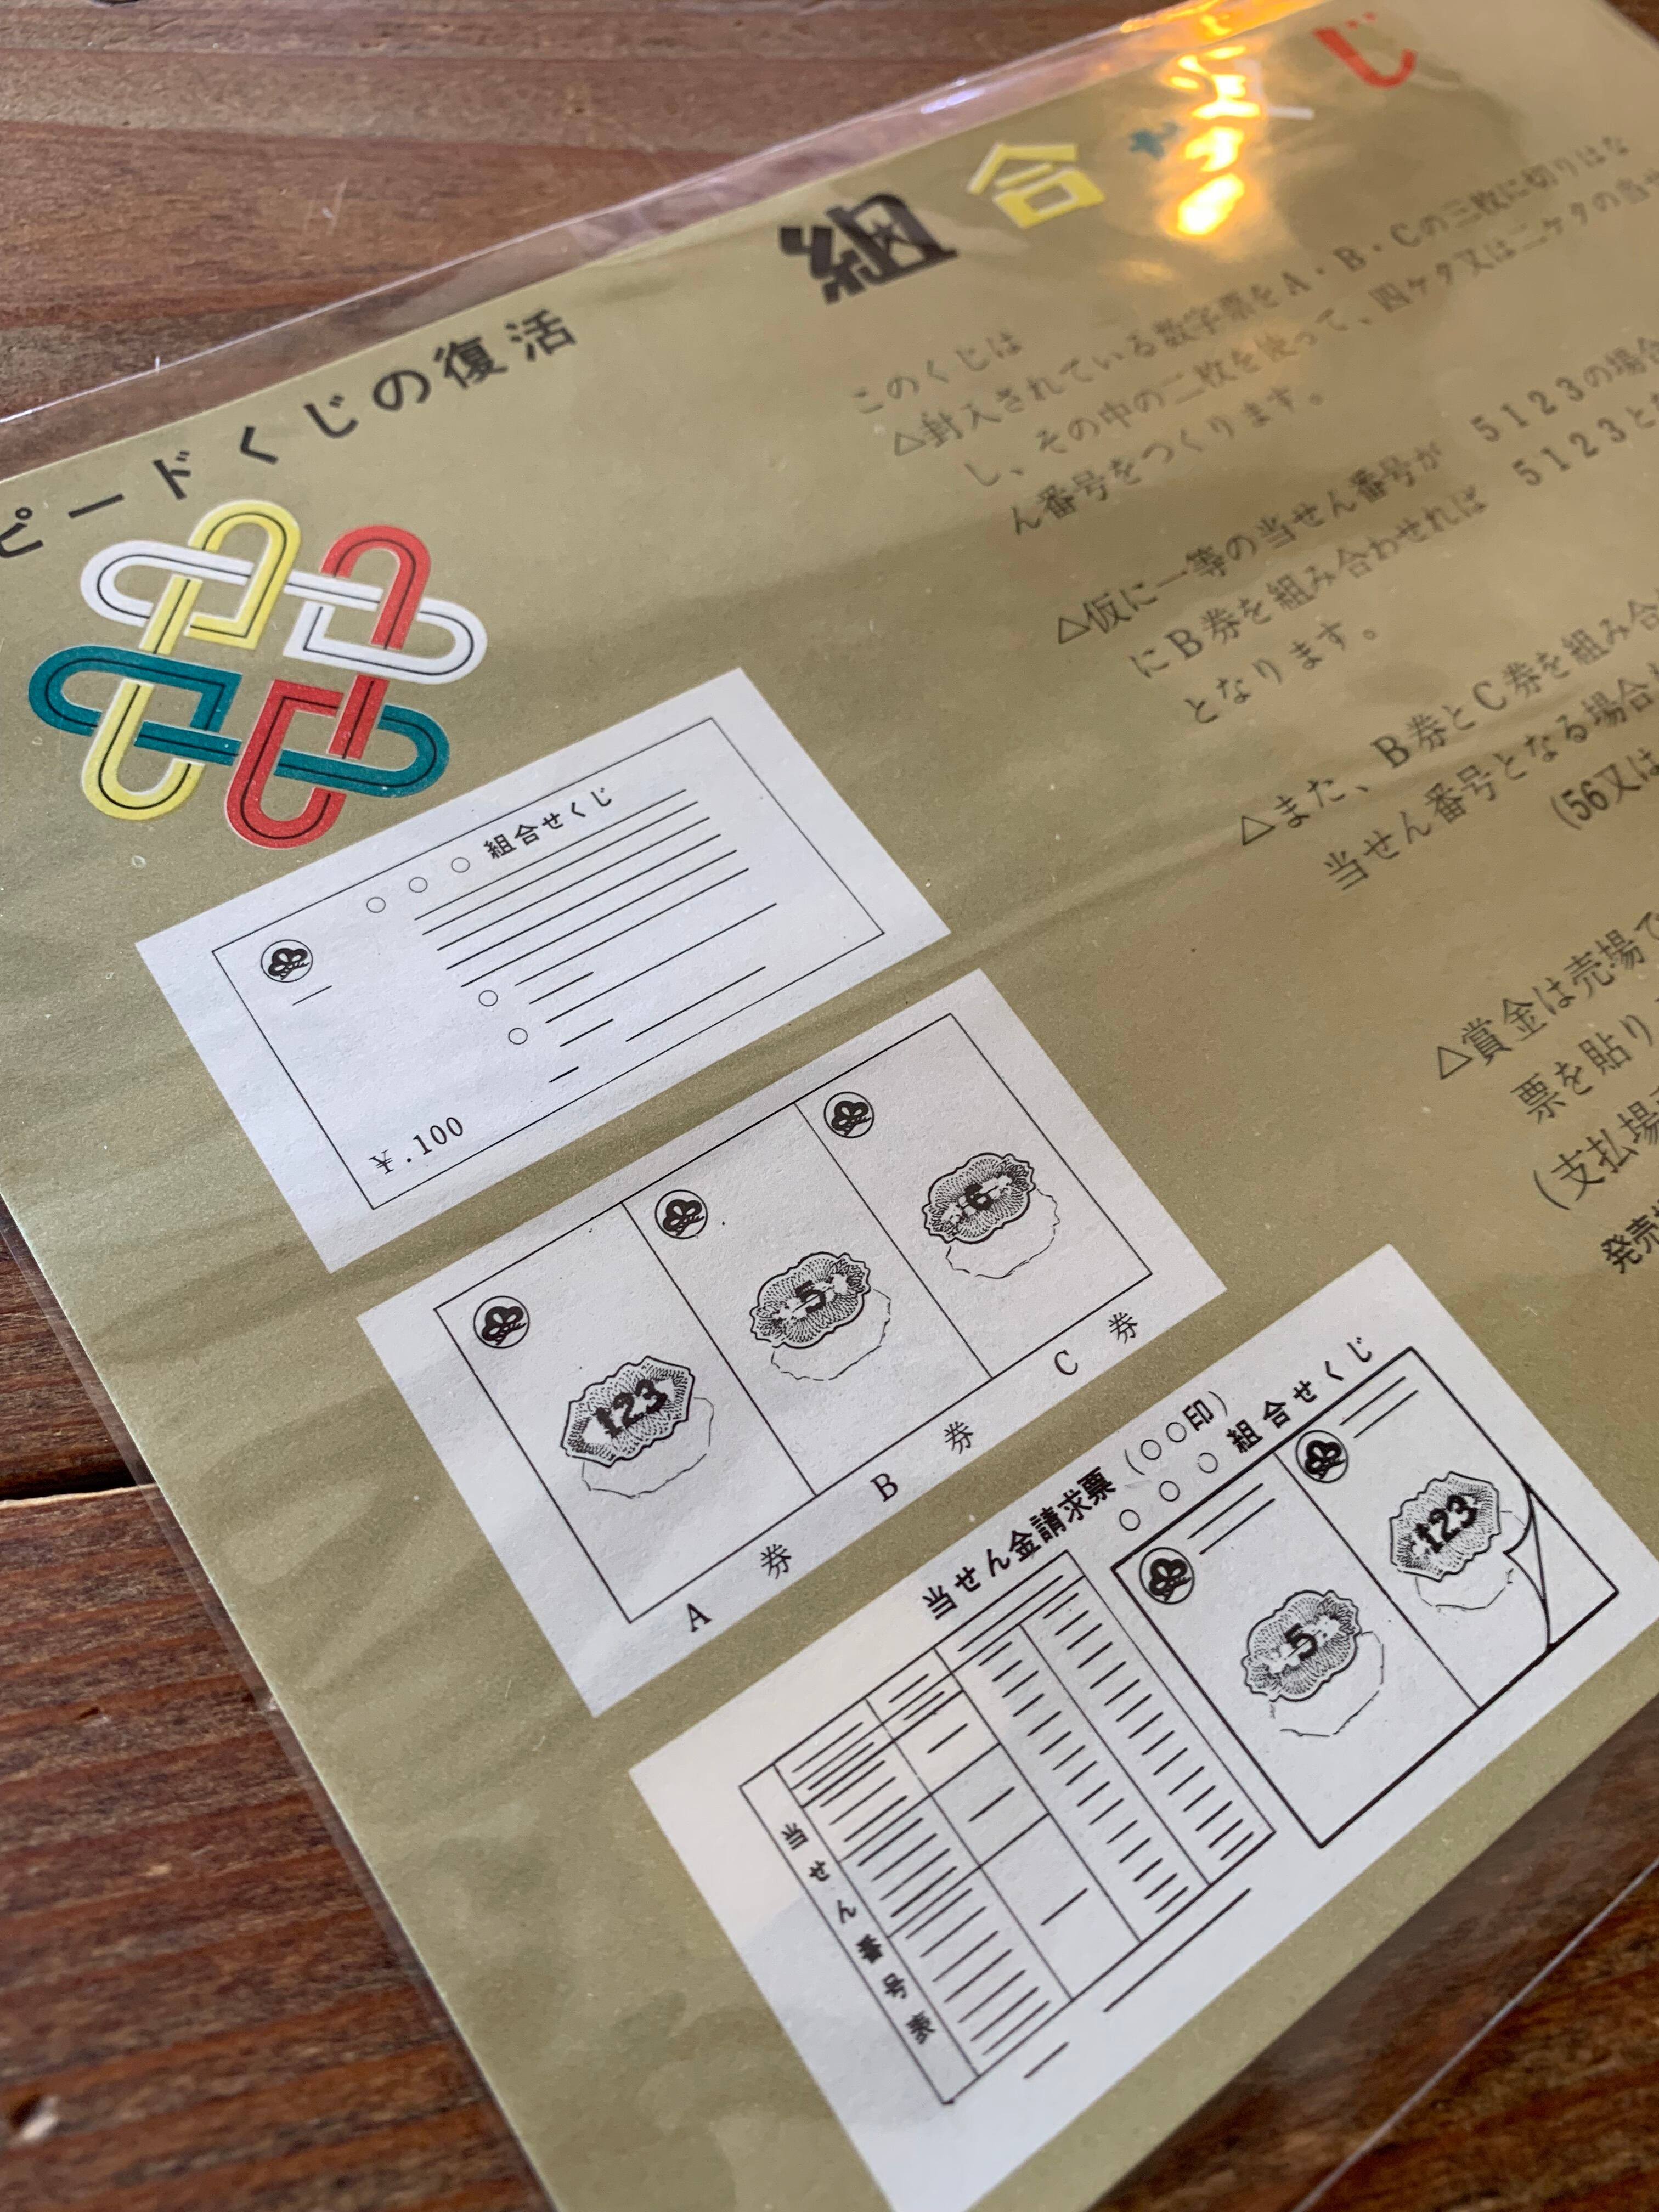 ピードくじの復活
組合せくじ
このくじは
△封入されている数字票をA・B・Cの三枚に切りはな
し、その中の二枚を使って、四ケタ又は二ケタの当せ
ん番号をつくります。
△仮に一等の当せん番号が 5123の場合
にB券を組み合わせれば 5123と
となります。
△また、B券とC券を組み合
当せん番号となる場合
(56又は
△賞金は売場で
票を貼り
(支払場
発売
組合せくじ
○○○
¥.100
123
5
6
A 券
B 券
C 券
当せん金請求票(○○印)
○○○組合せくじ
5
123
当せん番号表